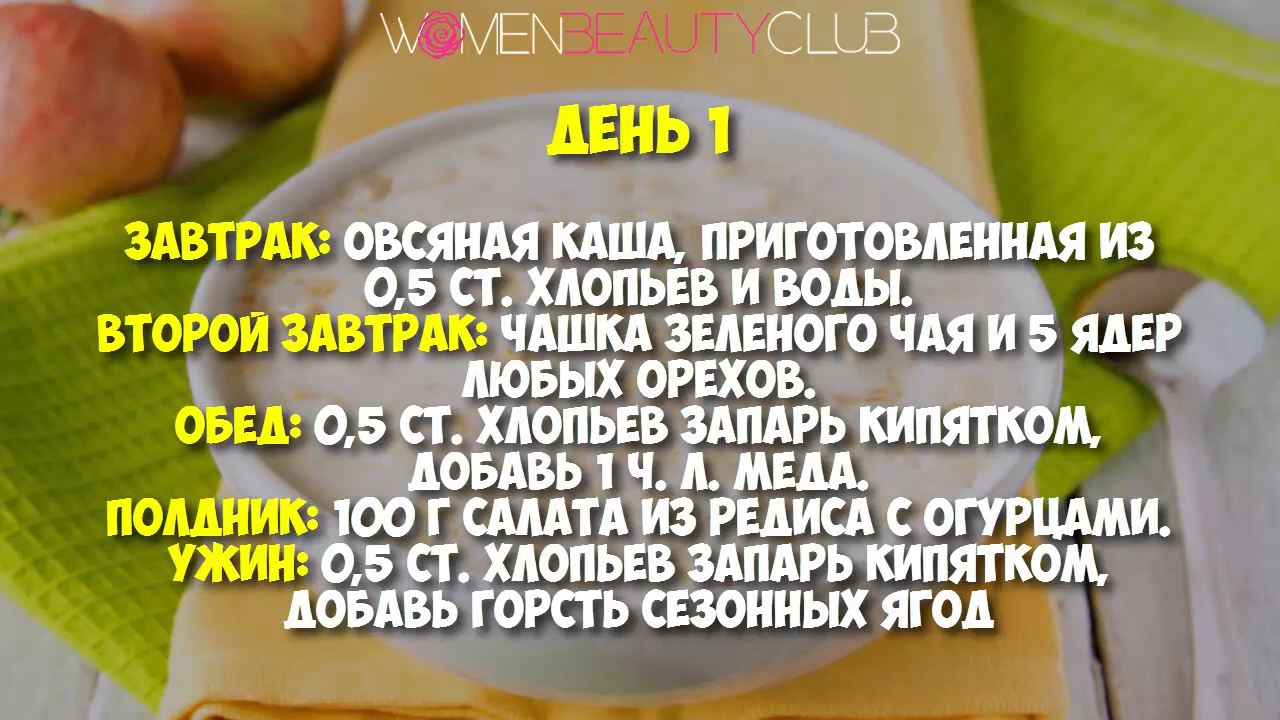 WOMENBEAUTYCLUB
ДЕНЬ 1
ЗАВТРАК: ОВСЯНАЯ КАША, ПРИГОТОВЛЕННАЯ ИЗ
0,5 СТ. ХЛОПЬЕВ И ВОДЫ.
ВТОРОЙ ЗАВТРАК: ЧАШКА ЗЕЛЕНОГО ЧАЯ И 5 ЯДЕР
ЛЮБЫХ ОРЕХОВ.
ОБЕД: 0,5 СТ. ХЛОПЬЕВ ЗАПАРЬ КИПЯТКОМ,
ДОБАВЬ 1 Ч. Л. МЕДА.
ПОЛДНИК: 100 Г САЛАТА ИЗ РЕДИСА С ОГУРЦАМИ.
УЖИН: 0,5 СТ. ХЛОПЬЕВ ЗАПАРЬ КИПЯТКОМ,
ДОБАВЬ ГОРСТЬ СЕЗОННЫХ ЯГОД